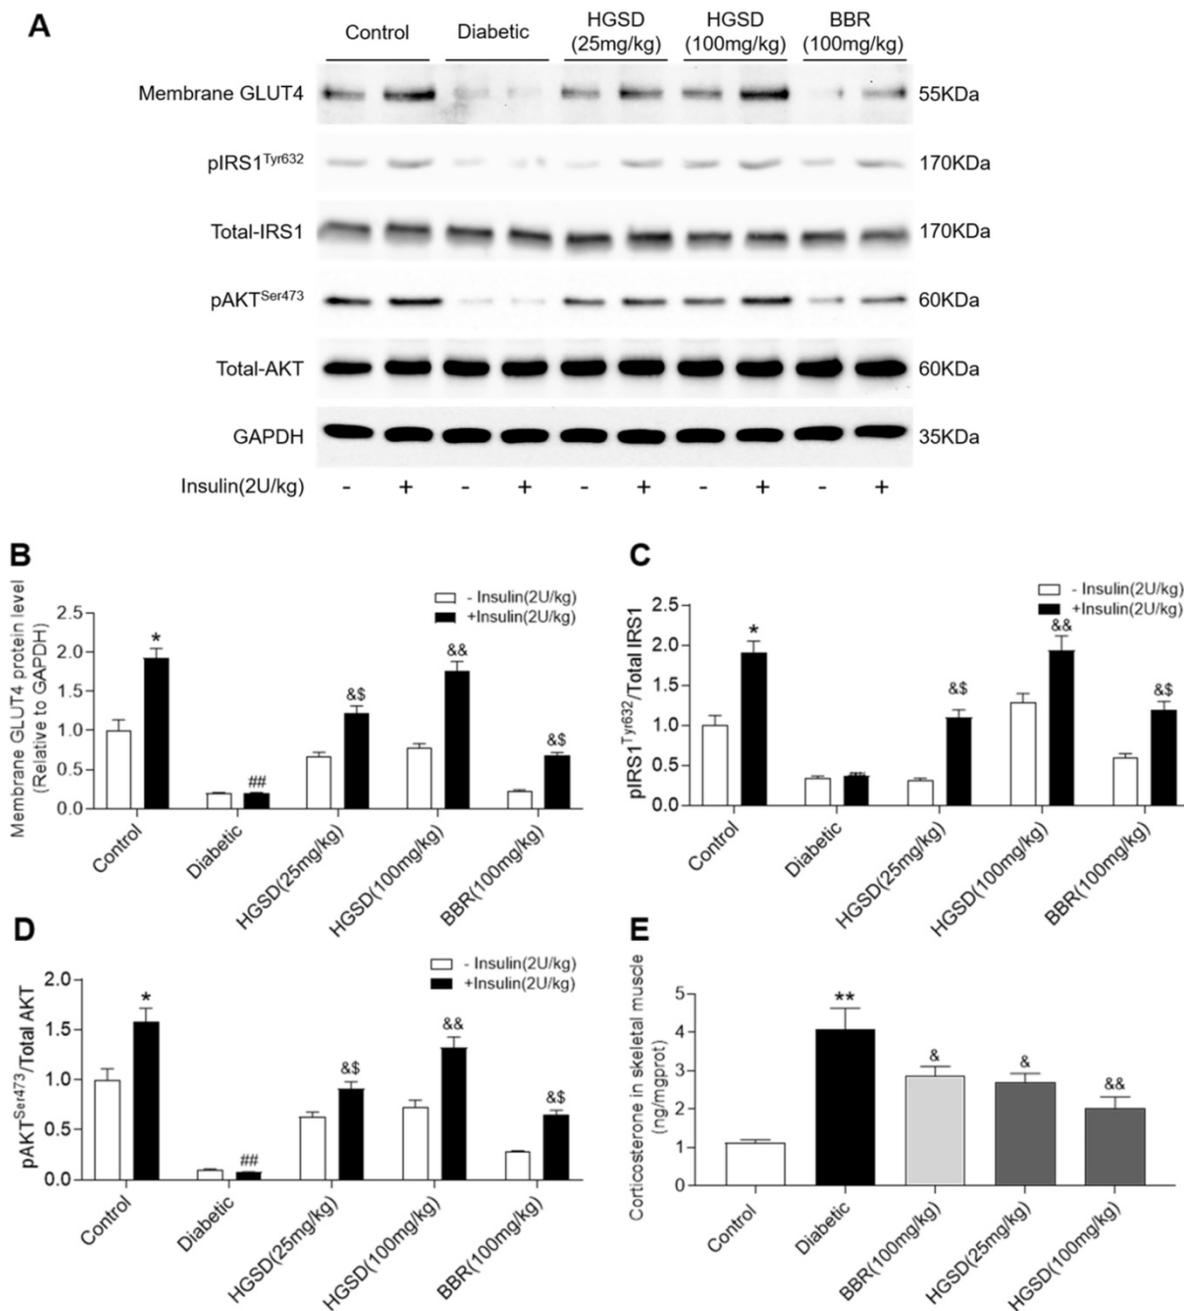 A
Control
Diabetic
HGSD
(25mg/kg)
HGSD
(100mg/kg)
BBR
(100mg/kg)
Membrane GLUT4
55KDa
pIRS1Tyr632
170KDa
Total-IRS1
170KDa
pAKTSer473
60KDa
Total-AKT
60KDa
GAPDH
35KDa
Insulin(2U/kg) - + - + - + - + - +
B
Membrane GLUT4 protein level
(Relative to GAPDH)
- Insulin(2U/kg)
+Insulin(2U/kg)
2.5
2.0
1.5
1.0
0.5
0.0
*
##
&$
&&
&$
Control
Diabetic
HGSD(25mg/kg)
HGSD(100mg/kg)
BBR(100mg/kg)
C
pIRS1Tyr632/Total IRS1
- Insulin(2U/kg)
+Insulin(2U/kg)
2.5
2.0
1.5
1.0
0.5
0.0
*
&$
&&
&$
Control
Diabetic
HGSD(25mg/kg)
HGSD(100mg/kg)
BBR(100mg/kg)
D
pAKTSer473/Total AKT
- Insulin(2U/kg)
+Insulin(2U/kg)
2.0
1.5
1.0
0.5
0.0
*
##
&$
&&
&$
Control
Diabetic
HGSD(25mg/kg)
HGSD(100mg/kg)
BBR(100mg/kg)
E
Corticosterone in skeletal muscle
(ng/mgprot)
5
4
3
2
1
0
**
&
&
&&
Control
Diabetic
BBR(100mg/kg)
HGSD(25mg/kg)
HGSD(100mg/kg)